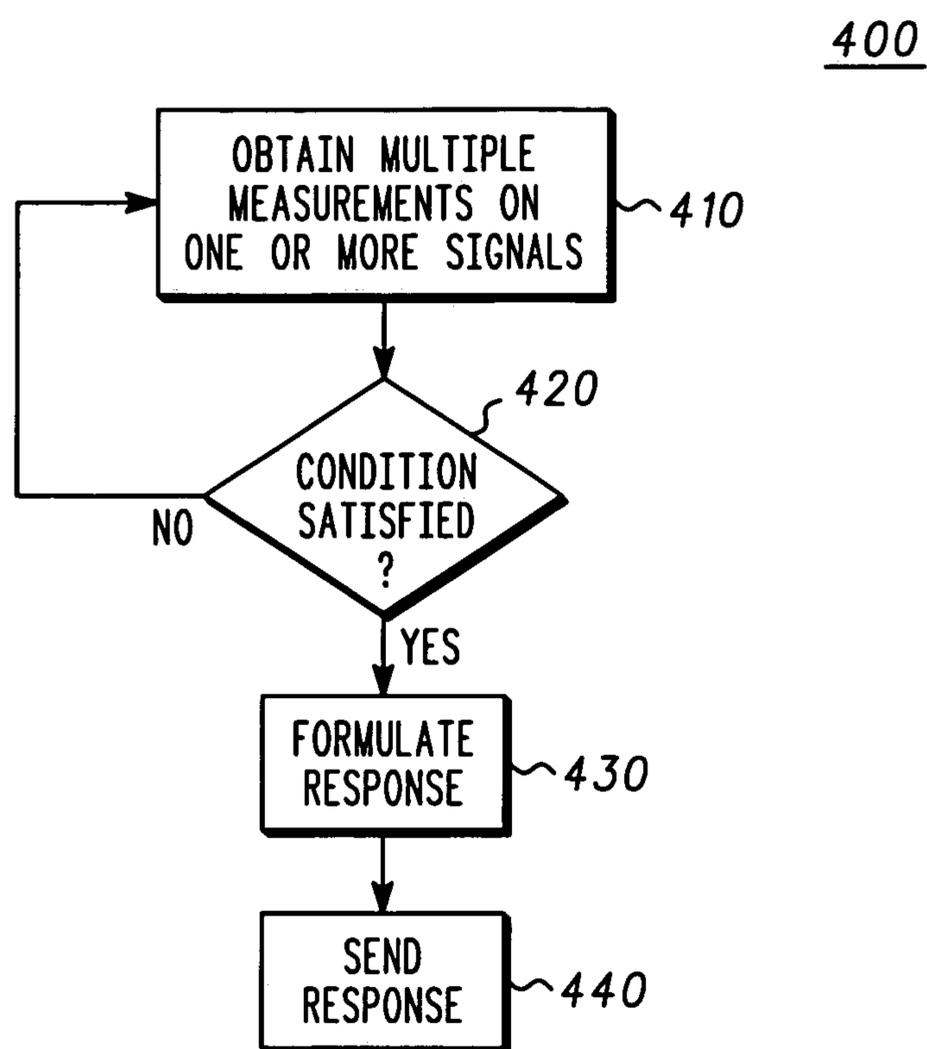 400
OBTAIN MULTIPLE
MEASUREMENTS ON
ONE OR MORE SIGNALS
410
420
CONDITION
SATISFIED
?
NO
YES
FORMULATE
RESPONSE
430
SEND
RESPONSE
440